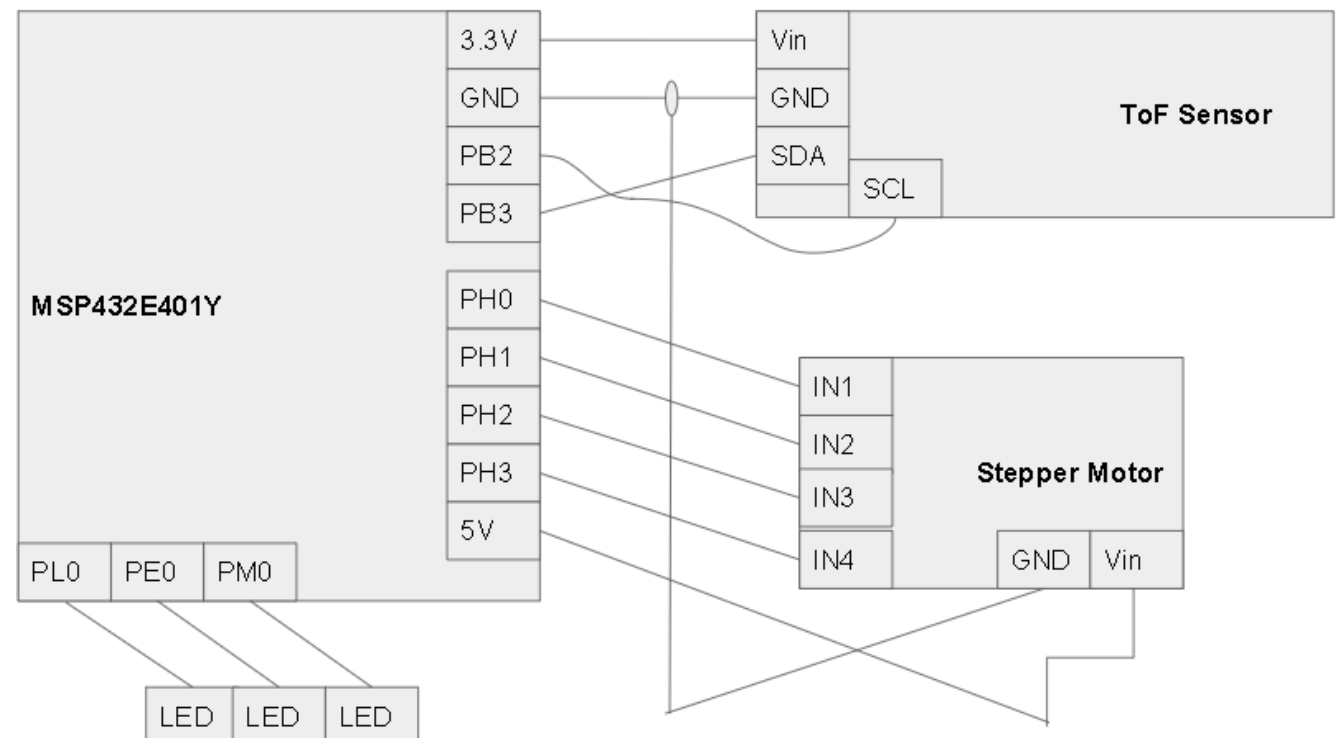 3.3V
GND
PB2
PB3
MSP432E401Y
PH0
PH1
PH2
PH3
5V
PL0 PE0 PM0
LED LED LED
Vin
GND
SDA
SCL
ToF Sensor
IN1
IN2
IN3
IN4
Stepper Motor
GND Vin